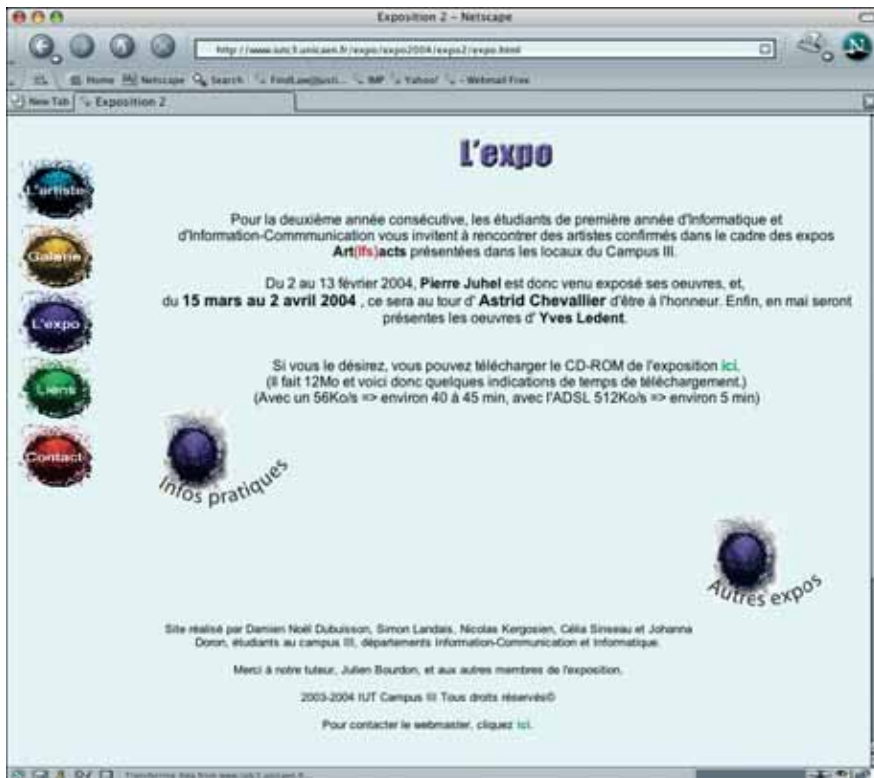 Exposition 2 – Netscape
http://www.iutc3.unicaen.fr/expo/expo2004/expo2/expo.html
Home Netscape Search FindLaw IMP Yahoo! - Webmail Free
New Tab Exposition 2
L'expo
L'artiste
Galerie
L'expo
Liens
Contact
Pour la deuxième année consécutive, les étudiants de première année d'Informatique et
d'Information-Commmunication vous invitent à rencontrer des artistes confirmés dans le cadre des expos
Art(ifs)acts présentées dans les locaux du Campus III.
Du 2 au 13 février 2004, Pierre Juhel est donc venu exposé ses oeuvres, et,
du 15 mars au 2 avril 2004 , ce sera au tour d' Astrid Chevallier d'être à l'honneur. Enfin, en mai seront
présentes les oeuvres d' Yves Ledent.
Si vous le désirez, vous pouvez télécharger le CD-ROM de l'exposition ici.
(Il fait 12Mo et voici donc quelques indications de temps de téléchargement.)
(Avec un 56Ko/s => environ 40 à 45 min, avec l'ADSL 512Ko/s => environ 5 min)
Infos pratiques
Autres expos
Site réalisé par Damien Noël Dubuisson, Simon Landais, Nicolas Kergosien, Célia Sinseau et Johanna
Doron, étudiants au campus III, départements Information-Communication et Informatique.
Merci à notre tuteur, Julien Bourdon, et aux autres membres de l'exposition.
2003-2004 IUT Campus III Tous droits réservés©
Pour contacter le webmaster, cliquez ici.